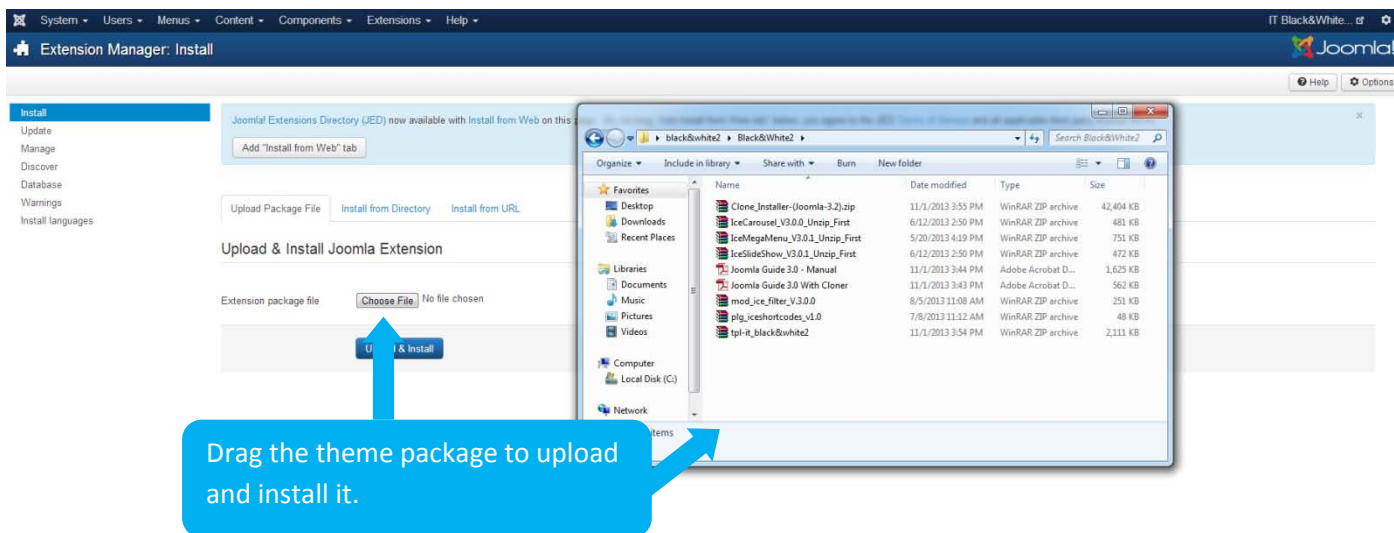 System Users Menus Content Components Extensions Help IT Black&White...
Extension Manager: Install Joomla!
Help Options
Install
Update
Manage
Discover
Database
Warnings
Install languages
Joomla! Extensions Directory (JED) now available with Install from Web on this
Add "Install from Web" tab
Upload Package File Install from Directory Install from URL
Upload & Install Joomla Extension
Extension package file Choose File No file chosen
& Install
black&white2 Black&White2 Search Black&White2
Organize Include in library Share with Burn New folder
Favorites
Desktop
Downloads
Recent Places
Libraries
Documents
Music
Pictures
Videos
Computer
Local Disk (C:)
Network
Name Date modified Type Size
Clone_Installer-(Joomla-3.2).zip 11/1/2013 3:55 PM WinRAR ZIP archive 42,404 KB
IceCarousel_V3.0.0_Unzip_First 6/12/2013 2:50 PM WinRAR ZIP archive 481 KB
IceMegaMenu_V3.0.1_Unzip_First 5/20/2013 4:19 PM WinRAR ZIP archive 751 KB
IceSlideShow_V3.0.1_Unzip_First 6/12/2013 2:50 PM WinRAR ZIP archive 472 KB
Joomla Guide 3.0 - Manual 11/1/2013 3:44 PM Adobe Acrobat D... 1,625 KB
Joomla Guide 3.0 With Cloner 11/1/2013 3:43 PM Adobe Acrobat D... 562 KB
mod_ice_filter_V.3.0.0 8/5/2013 11:08 AM WinRAR ZIP archive 251 KB
plg_iceshortcodes_v1.0 7/8/2013 11:12 AM WinRAR ZIP archive 48 KB
tpl-it_black&white2 11/1/2013 3:54 PM WinRAR ZIP archive 2,111 KB
items
Drag the theme package to upload
and install it.